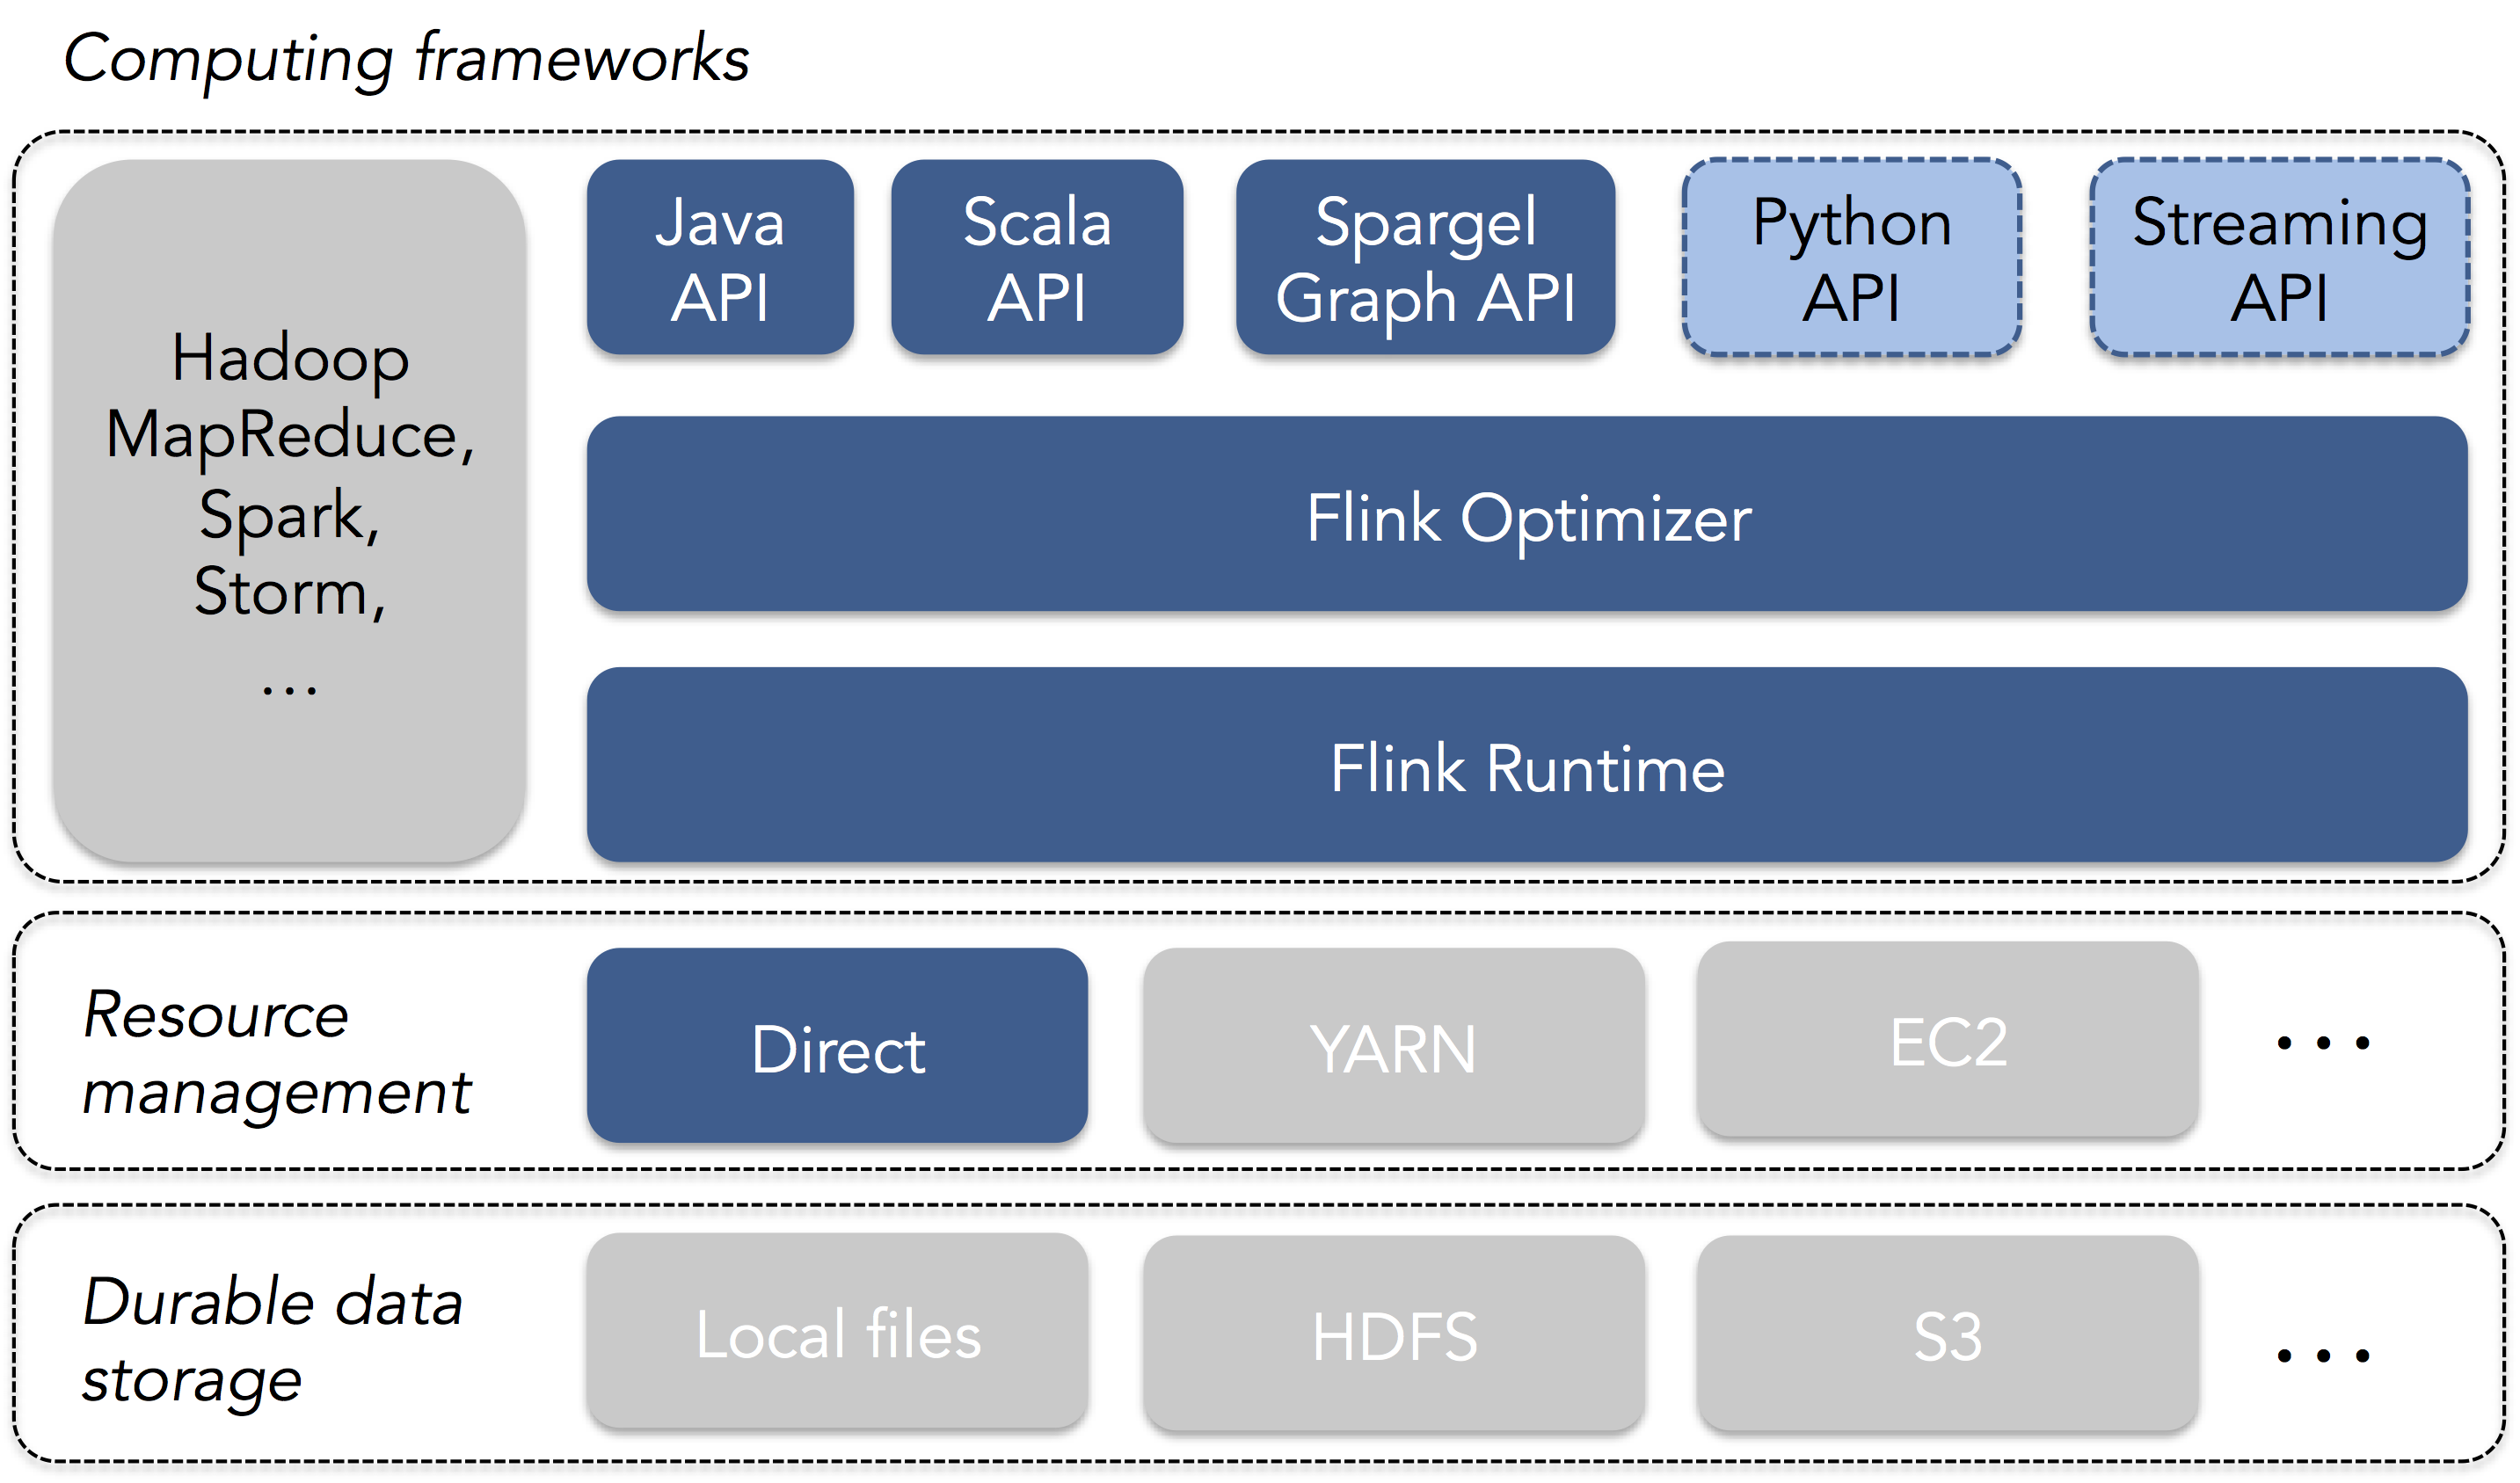 Computing frameworks
Hadoop
MapReduce,
Spark,
Storm,
...
Java
API
Scala
API
Spargel
Graph API
Python
API
Streaming
API
Flink Optimizer
Flink Runtime
Resource
management
Direct
YARN
EC2
...
Durable data
storage
Local files
HDFS
S3
...